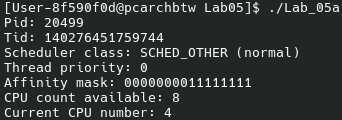 [User-8f590f0d@pcarchbtw Lab05]$ ./Lab_05a
Pid: 20499
Tid: 140276451759744
Scheduler class: SCHED_OTHER (normal)
Thread priority: 0
Affinity mask: 0000000011111111
CPU count available: 8
Current CPU number: 4